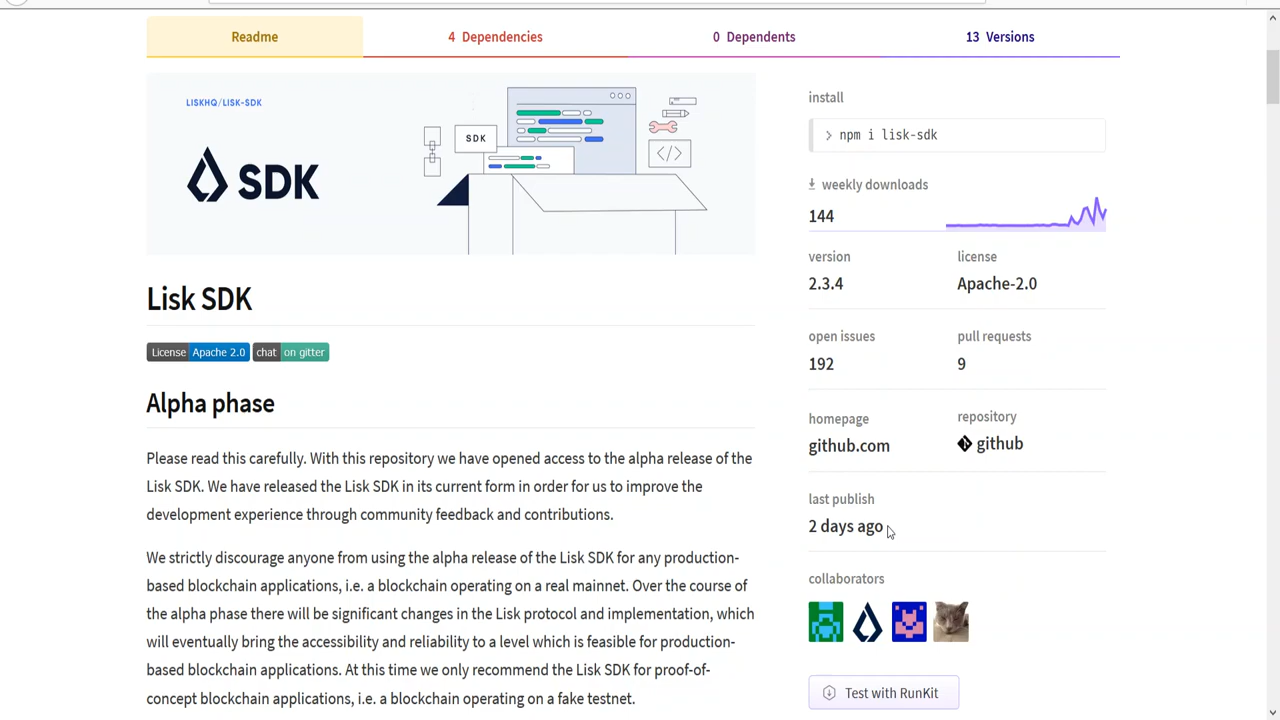 Readme
4 Dependencies
0 Dependents
13 Versions
LISKHQ/LISK-SDK
SDK
SDK
</>
install
> npm i lisk-sdk
weekly downloads
144
version
license
2.3.4
Apache-2.0
open issues
pull requests
192
9
homepage
repository
github.com
github
last publish
2 days ago
collaborators
Test with RunKit
Lisk SDK
License Apache 2.0 chat on gitter
Alpha phase
Please read this carefully. With this repository we have opened access to the alpha release of the
Lisk SDK. We have released the Lisk SDK in its current form in order for us to improve the
development experience through community feedback and contributions.
We strictly discourage anyone from using the alpha release of the Lisk SDK for any production-
based blockchain applications, i.e. a blockchain operating on a real mainnet. Over the course of
the alpha phase there will be significant changes in the Lisk protocol and implementation, which
will eventually bring the accessibility and reliability to a level which is feasible for production-
based blockchain applications. At this time we only recommend the Lisk SDK for proof-of-
concept blockchain applications, i.e. a blockchain operating on a fake testnet.